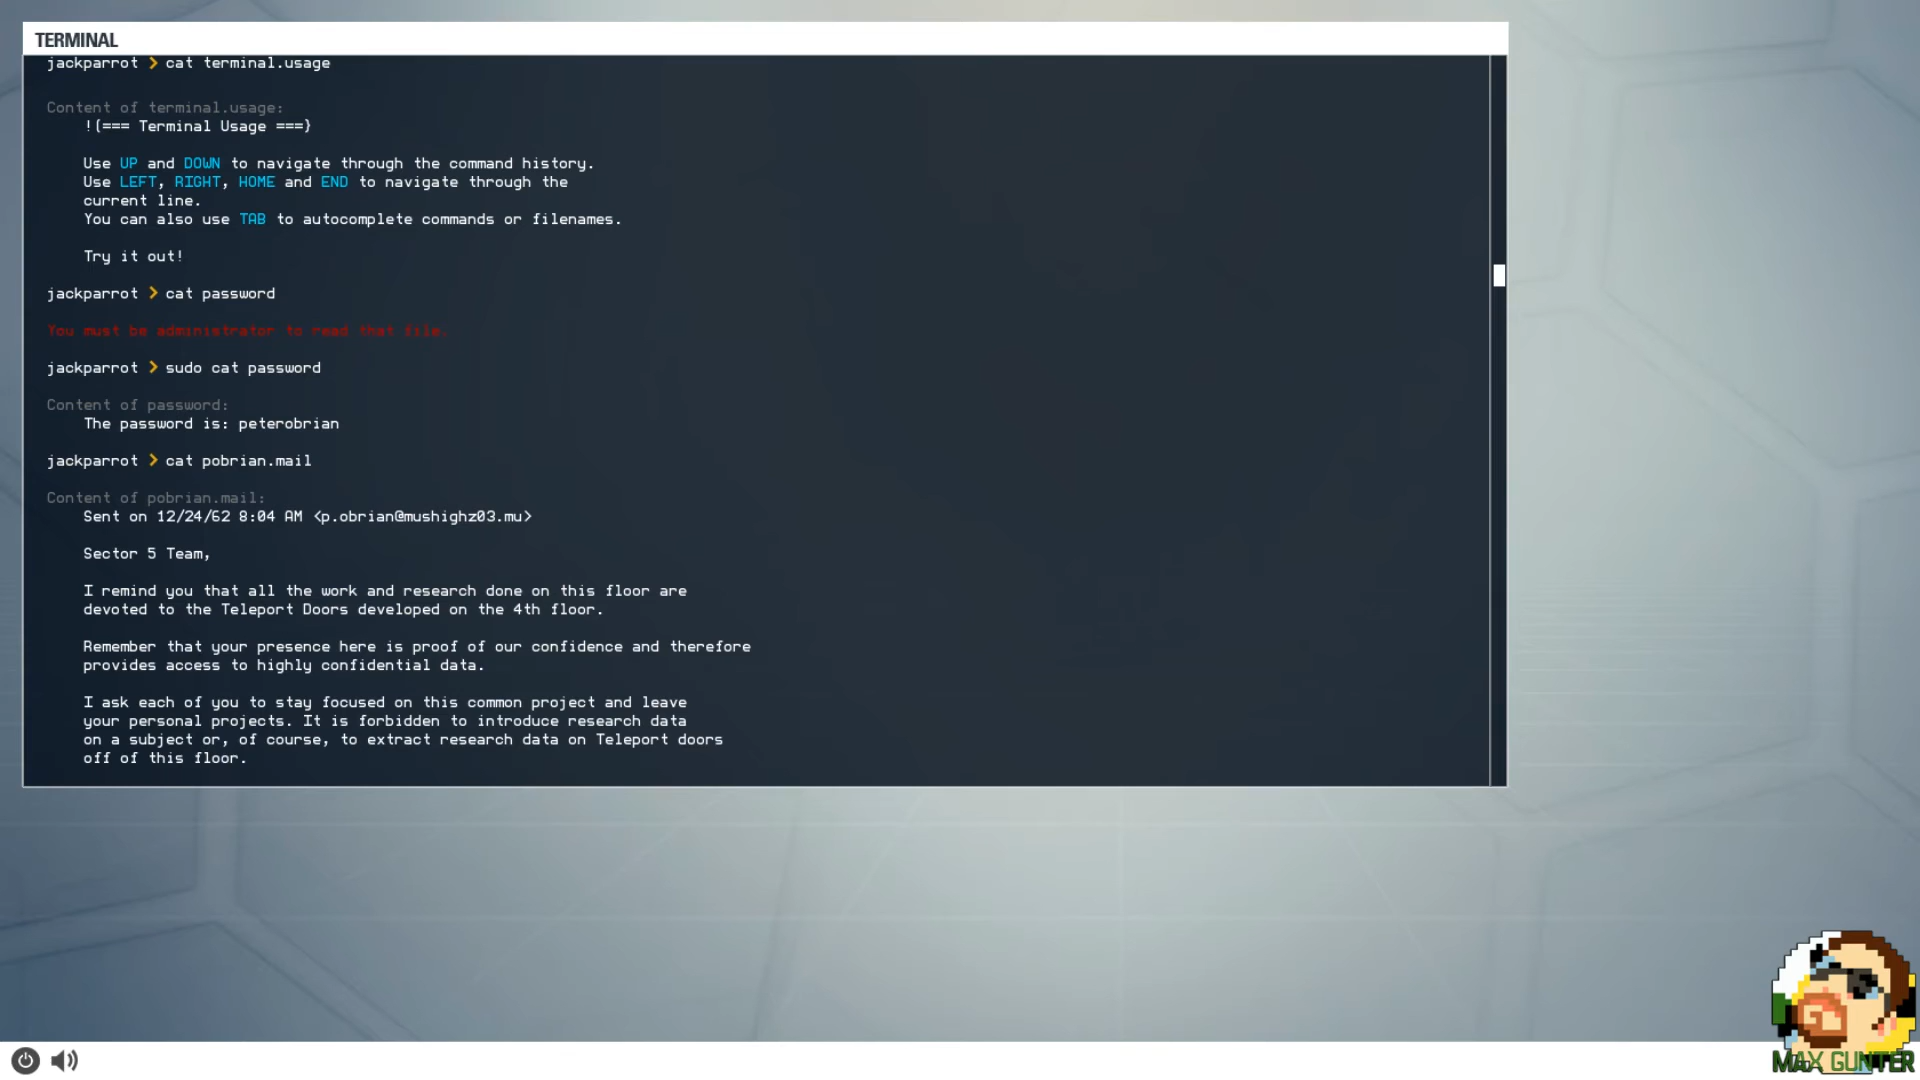 TERMINAL
jackparrot > cat terminal.usage
Content of terminal.usage:
!(=== Terminal Usage ===}
Use UP and DOWN to navigate through the command history.
Use LEFT, RIGHT, HOME and END to navigate through the
current line.
You can also use TAB to autocomplete commands or filenames.
Try it out!
jackparrot > cat password
You must be administrator to read that file.
jackparrot > sudo cat password
Content of password:
The password is: peterobrian
jackparrot > cat pobrian.mail
Content of pobrian.mail:
Sent on 12/24/62 8:04 AM <p.obrian@mushighz03.mu>
Sector 5 Team,
I remind you that all the work and research done on this floor are
devoted to the Teleport Doors developed on the 4th floor.
Remember that your presence here is proof of our confidence and therefore
provides access to highly confidential data.
I ask each of you to stay focused on this common project and leave
your personal projects. It is forbidden to introduce research data
on a subject or, of course, to extract research data on Teleport doors
off of this floor.
MAX GUNTER